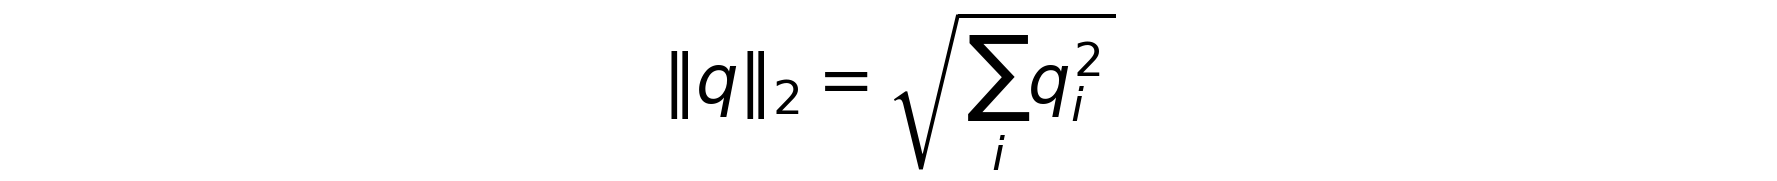 ‖q‖₂ = √(∑ᵢ qᵢ²)